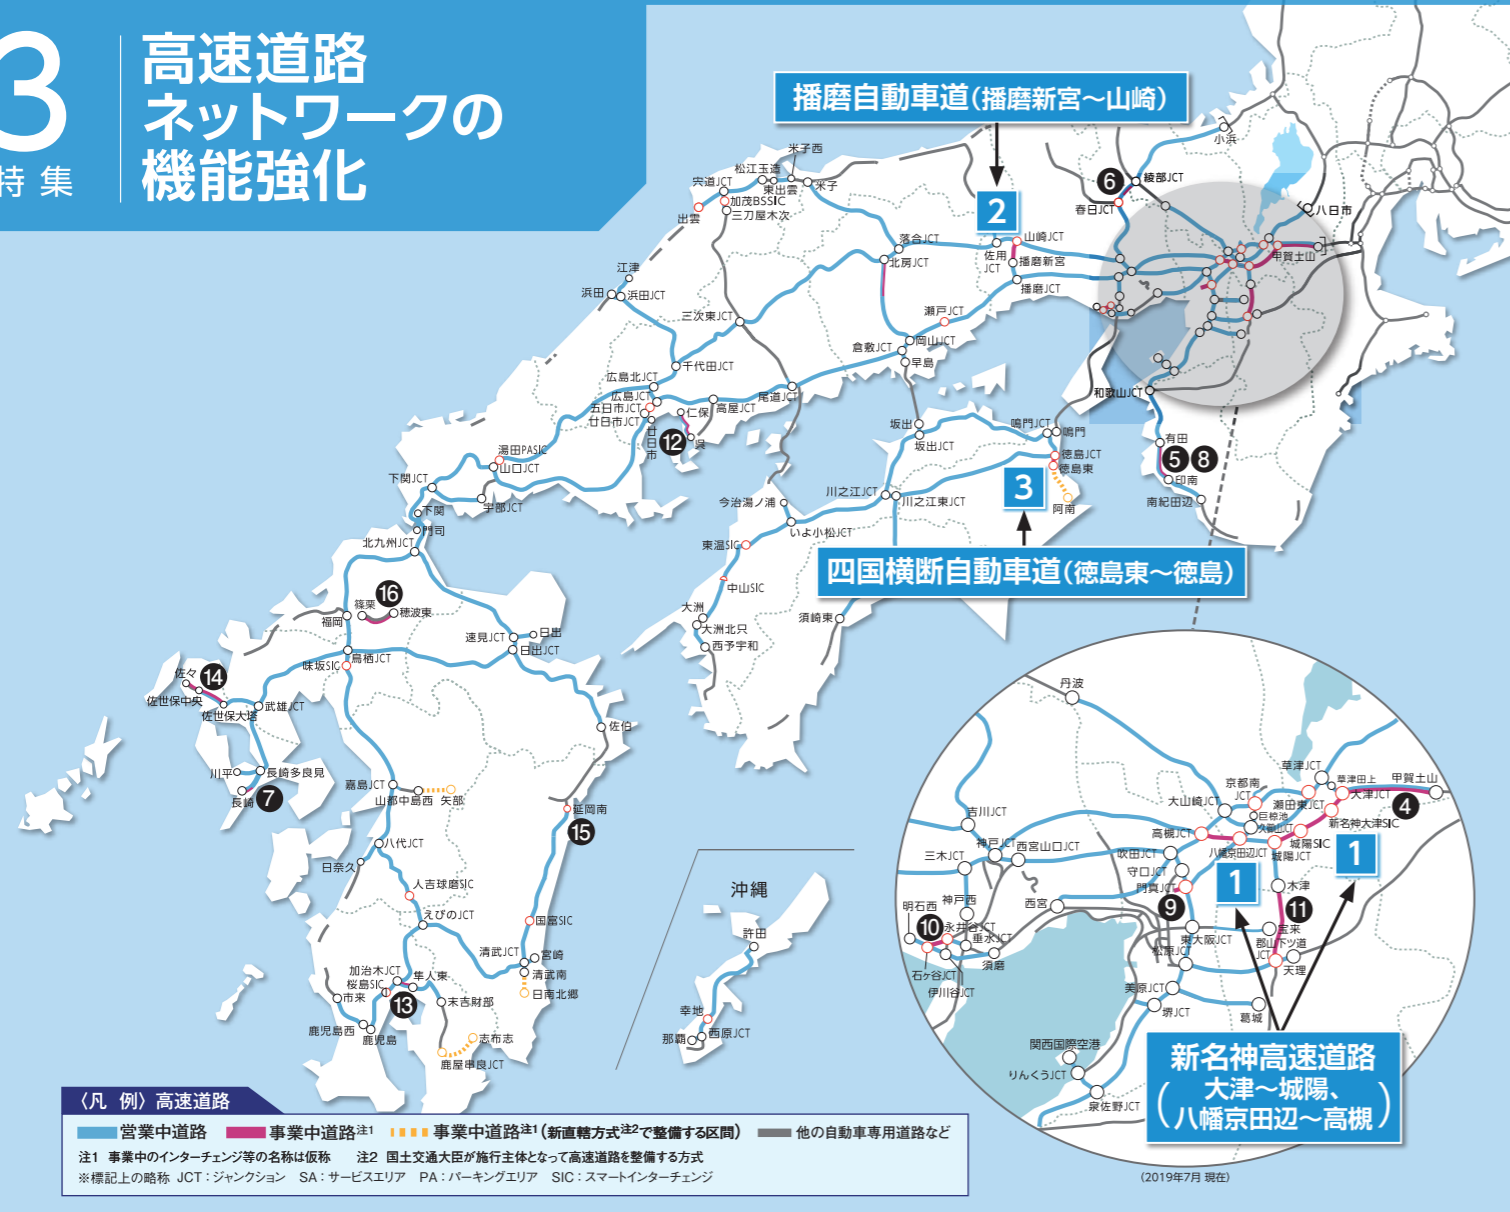 3
特集
高速道路
ネットワークの
機能強化
播磨自動車道（播磨新宮～山崎）
2
小浜
6
綾部JCT
春日JCT
八日市
甲賀土山
米子西
松江玉造
宍道JCT
東出雲
米子
加茂BSSIC
出雲
三刀屋木次
落合JCT
北房JCT
佐用
JCT
山崎JCT
播磨新宮
播磨JCT
江津
浜田
浜田JCT
三次東JCT
瀬戸JCT
岡山JCT
倉敷JCT
早島
千代田JCT
広島北JCT
広島JCT
五日市JCT
廿日市JCT
廿日市
仁保
高屋JCT
尾道JCT
12
呉
和歌山JCT
有田
5
8
印南
南紀田辺
坂出
坂出JCT
鳴門JCT
鳴門
徳島JCT
徳島東
3
阿南
湯田PASIC
山口JCT
下関JCT
宇部JCT
下関
門司
北九州JCT
川之江JCT
川之江東JCT
今治湯ノ浦
いよ小松JCT
東温SIC
中山SIC
大洲
大洲北只
西予宇和
須崎東
四国横断自動車道（徳島東～徳島）
16
篠栗
穂波東
福岡
速見JCT
日出
日出JCT
鳥栖JCT
味坂SIC
佐々
14
佐世保中央
佐世保大塔
武雄JCT
佐伯
川平
長崎多良見
長崎
7
嘉島JCT
山都中島西
矢部
延岡南
15
八代JCT
日奈久
人吉球磨SIC
えびのJCT
国富SIC
清武JCT
宮崎
清武南
日南北郷
加治木JCT
桜島SIC
隼人東
13
市来
末吉財部
鹿児島西
鹿児島
志布志
鹿屋串良JCT
沖縄
許田
幸地
那覇
西原JCT
丹波
吉川JCT
神戸JCT
西宮山口JCT
三木JCT
明石西
神戸西
10
永井谷JCT
垂水JCT
須磨
石ヶ谷JCT
伊川谷JCT
西宮
草津JCT
草津田上
甲賀土山
京都南
JCT
瀬田東JCT
大津JCT
4
大山崎JCT
巨椋池
久御山JCT
新名神大津SIC
高槻JCT
八幡京田辺JCT
城陽SIC
城陽JCT
1
1
吹田JCT
守口JCT
門真JCT
9
木津
11
東大阪JCT
宝来
松原JCT
郡山下ツ道
JCT
天理
美原JCT
堺JCT
葛城
関西国際空港
りんくうJCT
泉佐野JCT
新名神高速道路
（大津～城陽、
八幡京田辺～高槻）
（2019年7月 現在）
〈凡 例〉高速道路
営業中道路 事業中道路注1 事業中道路注1（新直轄方式注2で整備する区間） 他の自動車専用道路など
注1 事業中のインターチェンジ等の名称は仮称 注2 国土交通大臣が施行主体となって高速道路を整備する方式
※標記上の略称 JCT：ジャンクション SA：サービスエリア PA：パーキングエリア SIC：スマートインターチェンジ